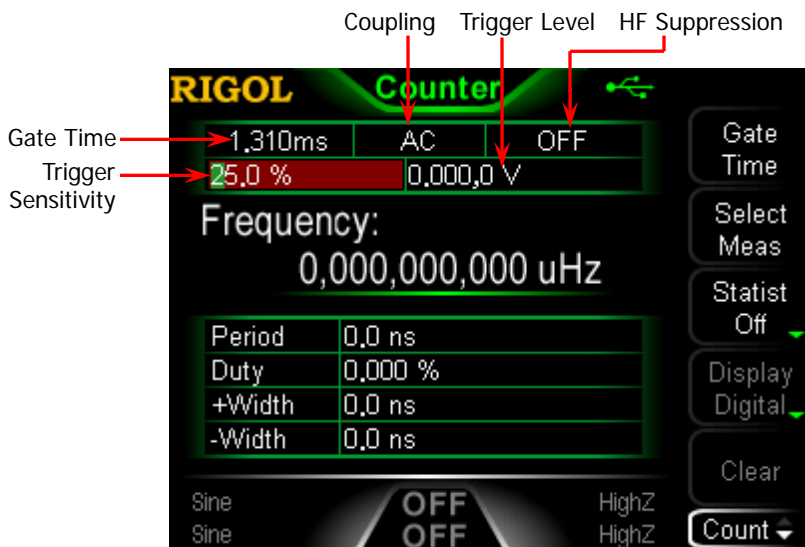 Coupling Trigger Level HF Suppression
RIGOL Counter
Gate Time
1.310ms AC OFF
Trigger
Sensitivity
25.0 % 0.000,0 V
Frequency:
0,000,000,000 uHz
Period 0.0 ns
Duty 0.000 %
+Width 0.0 ns
-Width 0.0 ns
Sine OFF HighZ
Sine OFF HighZ
Gate
Time
Select
Meas
Statist
Off
Display
Digital
Clear
Count